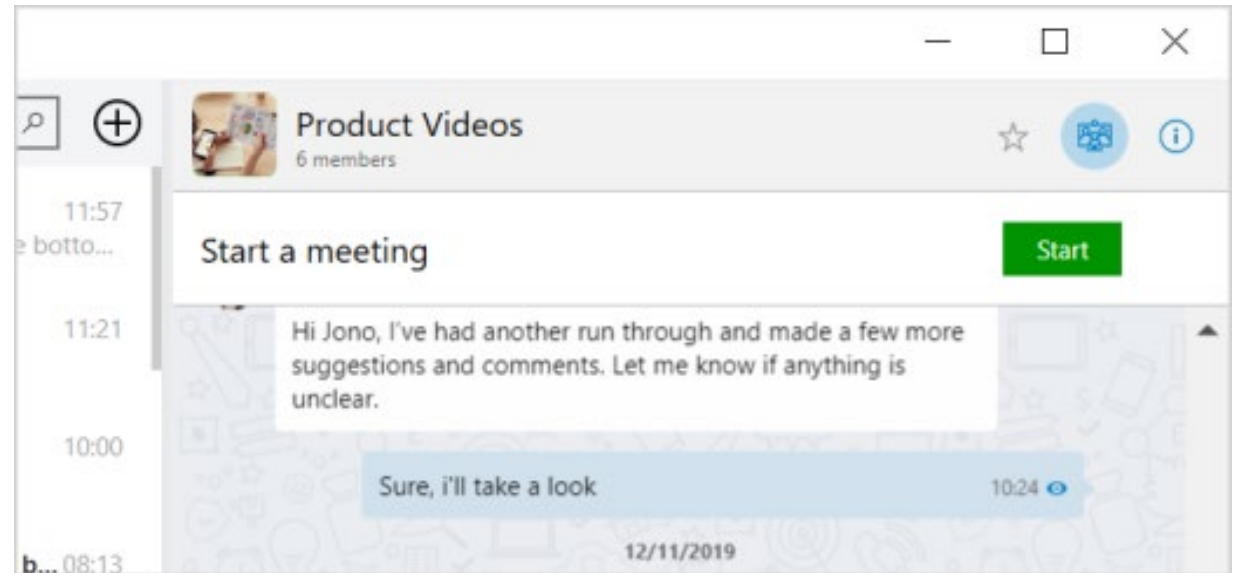 Product Videos
6 members
11:57
e botto...
Start a meeting
Start
11:21
Hi Jono, I've had another run through and made a few more
suggestions and comments. Let me know if anything is
unclear.
10:00
Sure, i'll take a look
10:24
12/11/2019
b... 08:13